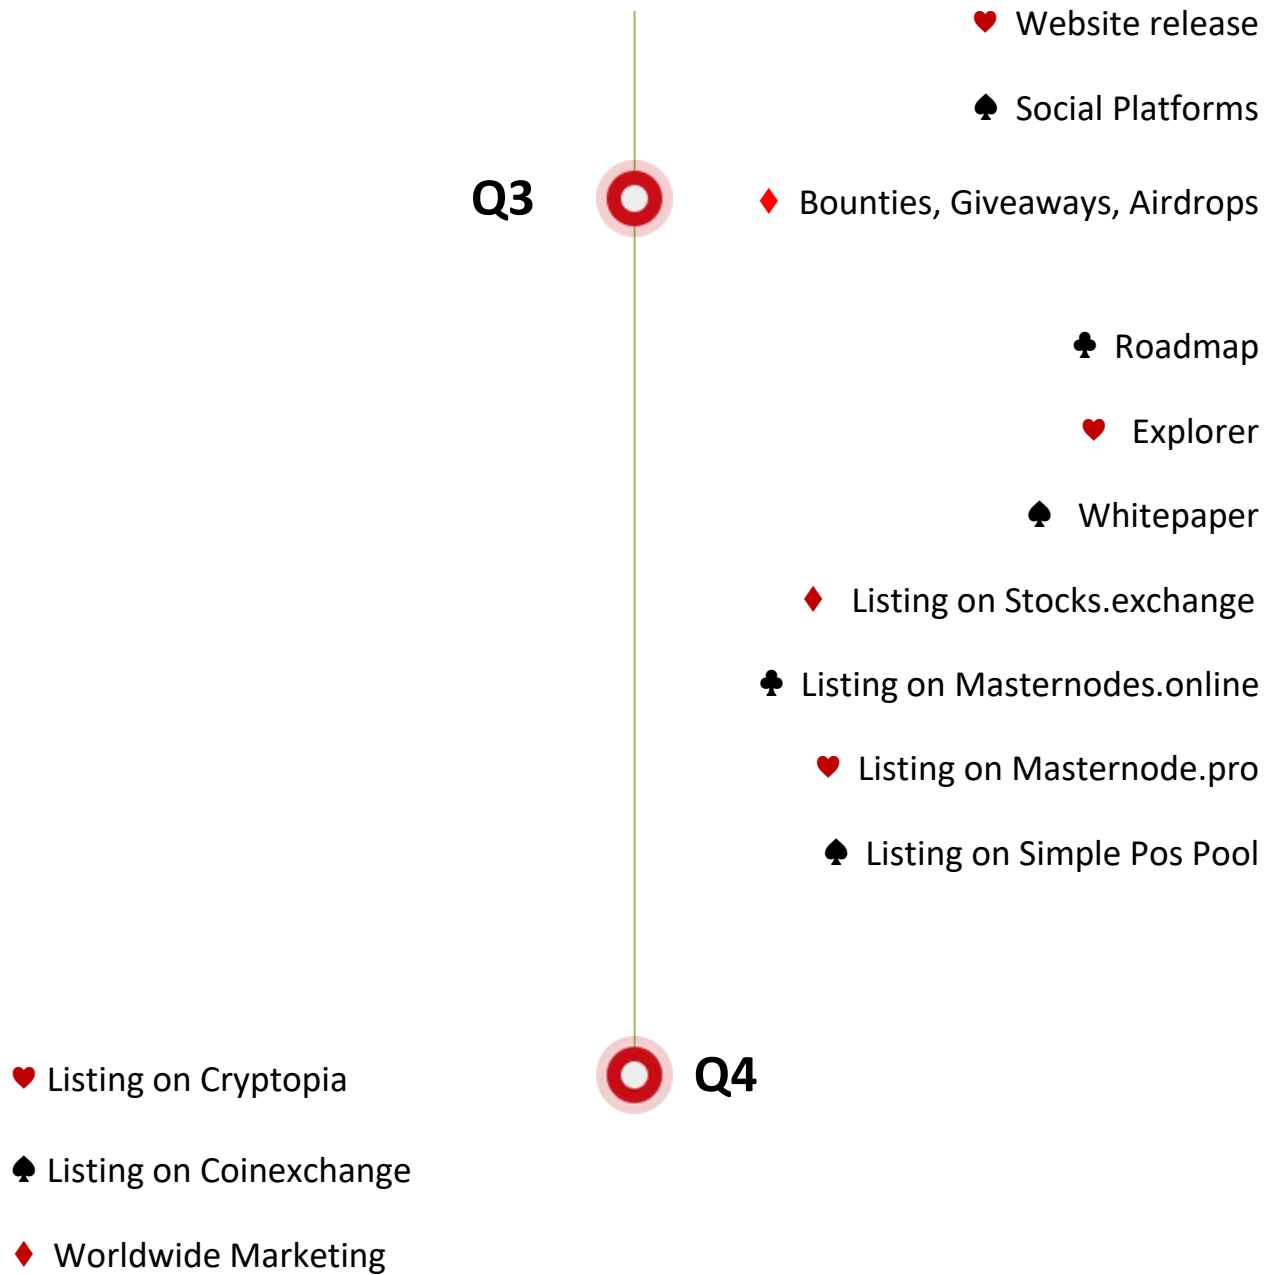 ♥ Website release
♠ Social Platforms
Q3
♦ Bounties, Giveaways, Airdrops
♣ Roadmap
♥ Explorer
♠ Whitepaper
♦ Listing on Stocks.exchange
♣ Listing on Masternodes.online
♥ Listing on Masternode.pro
♠ Listing on Simple Pos Pool
Q4
♥ Listing on Cryptopia
♠ Listing on Coinexchange
♦ Worldwide Marketing